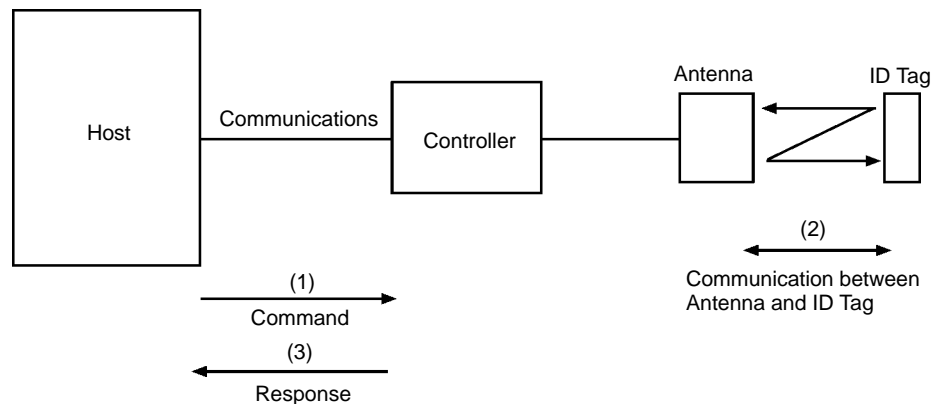 Antenna
ID Tag
Host
Communications
Controller
(1)
Command
(2)
Communication between
Antenna and ID Tag
(3)
Response